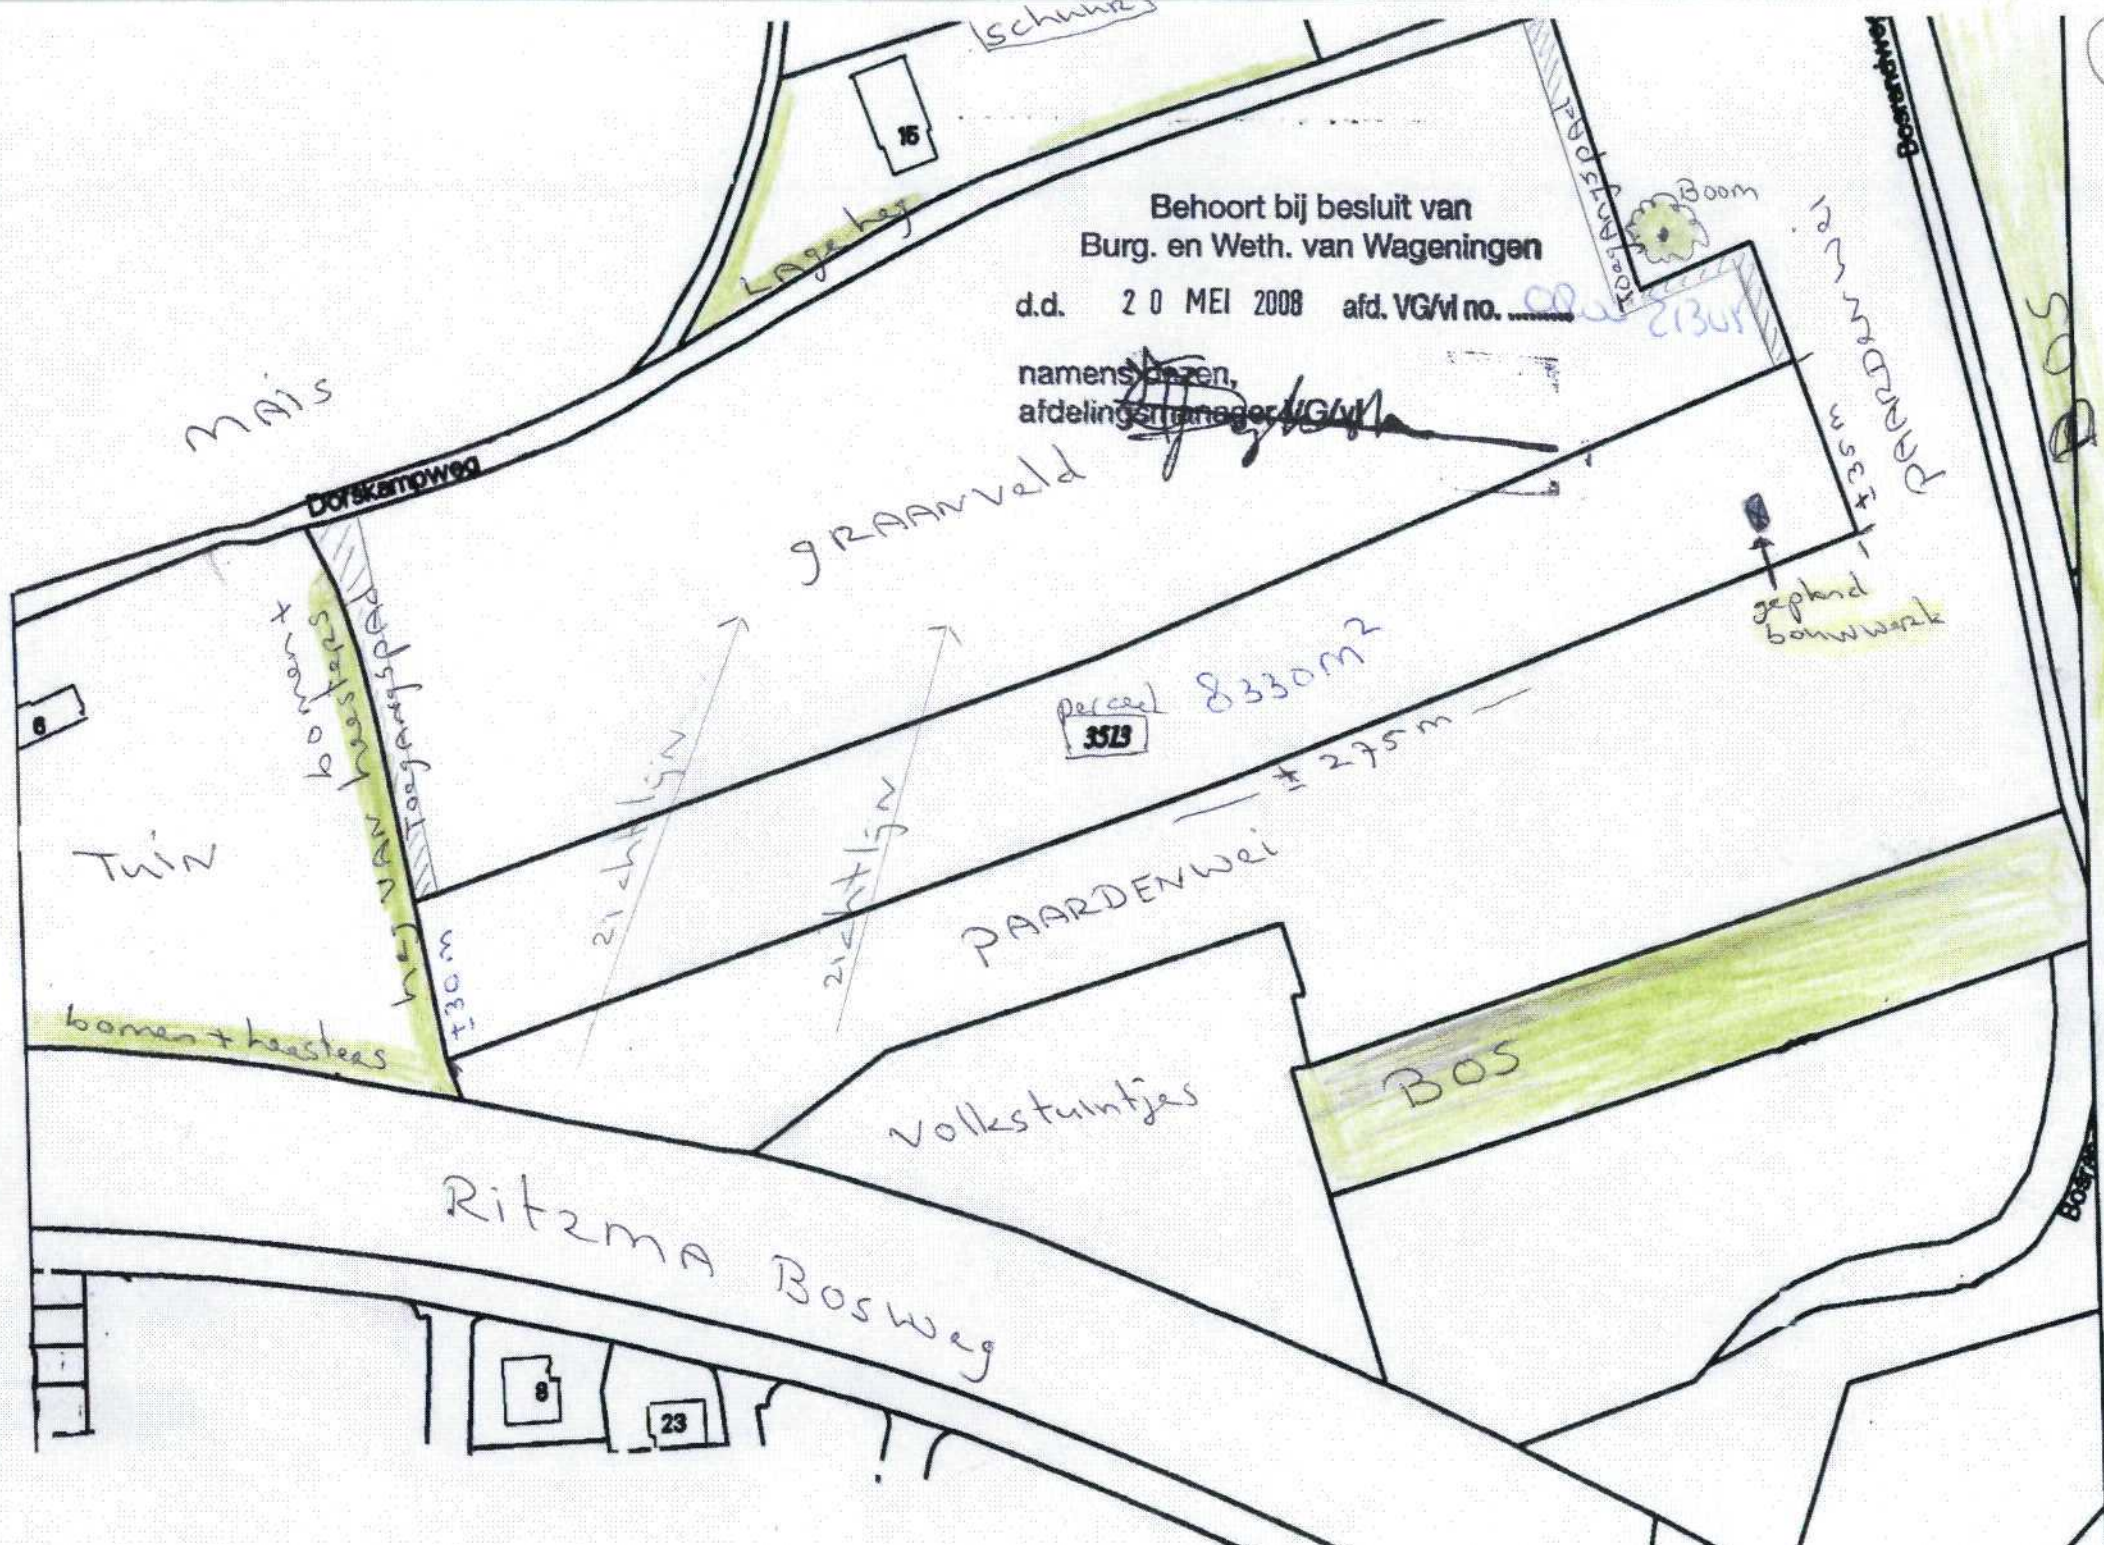 schuur
15
Lage heg
Behoort bij besluit van
Burg. en Weth. van Wageningen
d.d. 20 MEI 2008 afd. VG/vl no.
namens dezen,
afdelingsmanager VG/vl
Toegangspad
Boom
PAARDENWEI
BOS
MAIS
Dorskampweg
gRAANVeld
± 35 m
gepland
bouwwerk
bomen +
heesters
heg VAN
Toegangspad
6
TuiN
perceel 8330 m²
3513
± 275 m
zichtlijn
zichtlijn
PAARDENWei
± 30 m
bomen + heesters
BOS
Volkstuintjes
RitzmA Bosweg
8
23